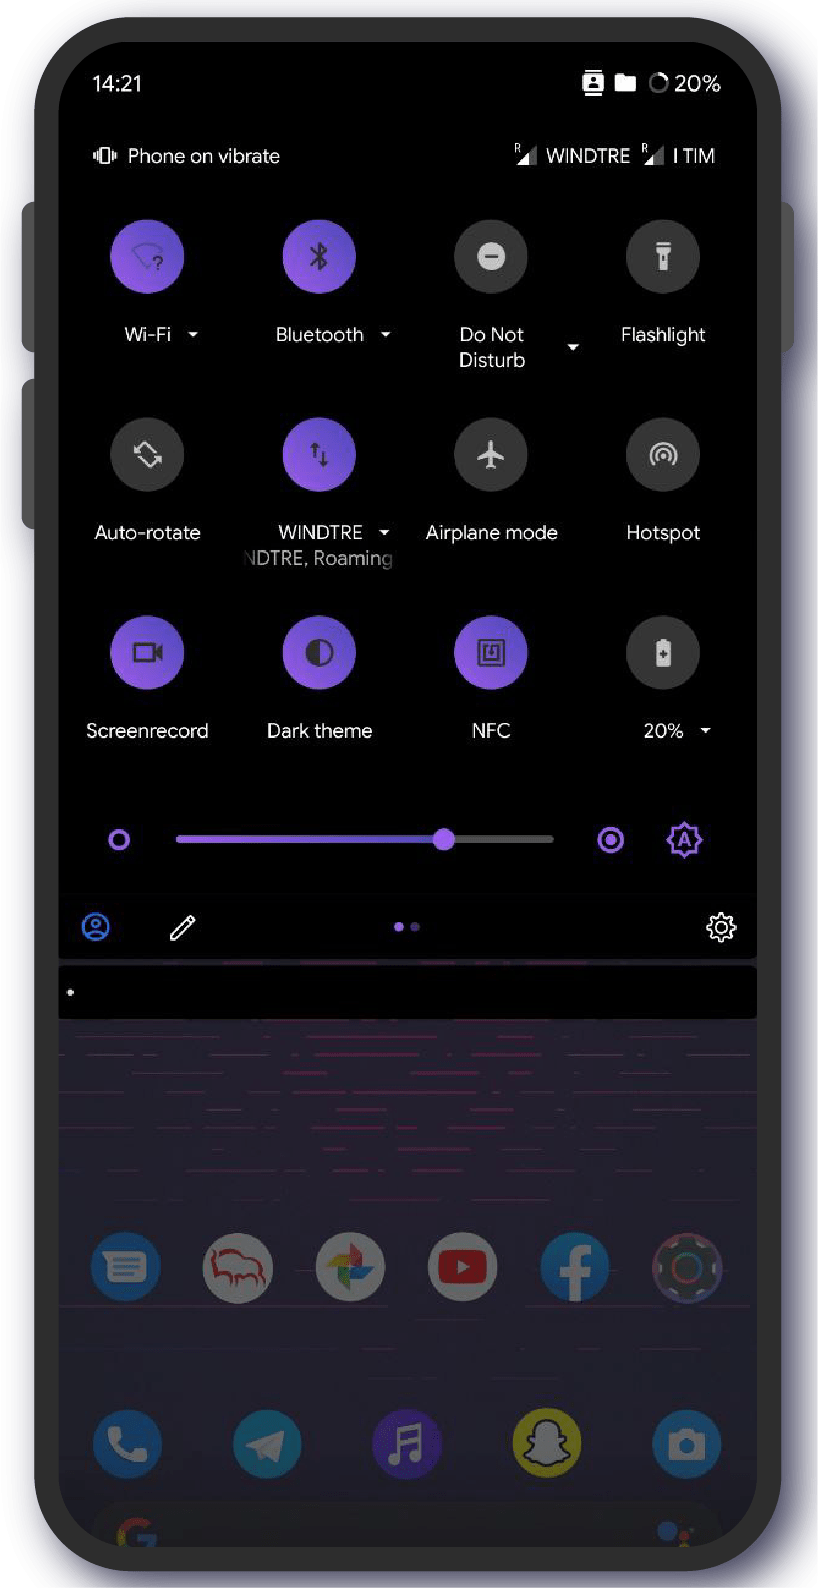 14:21 20%
Phone on vibrate R WINDTRE R I TIM
Wi-Fi Bluetooth Do Not Disturb Flashlight
Auto-rotate WINDTRE Airplane mode Hotspot
NDTRE, Roaming
Screenrecord Dark theme NFC 20%
A
G